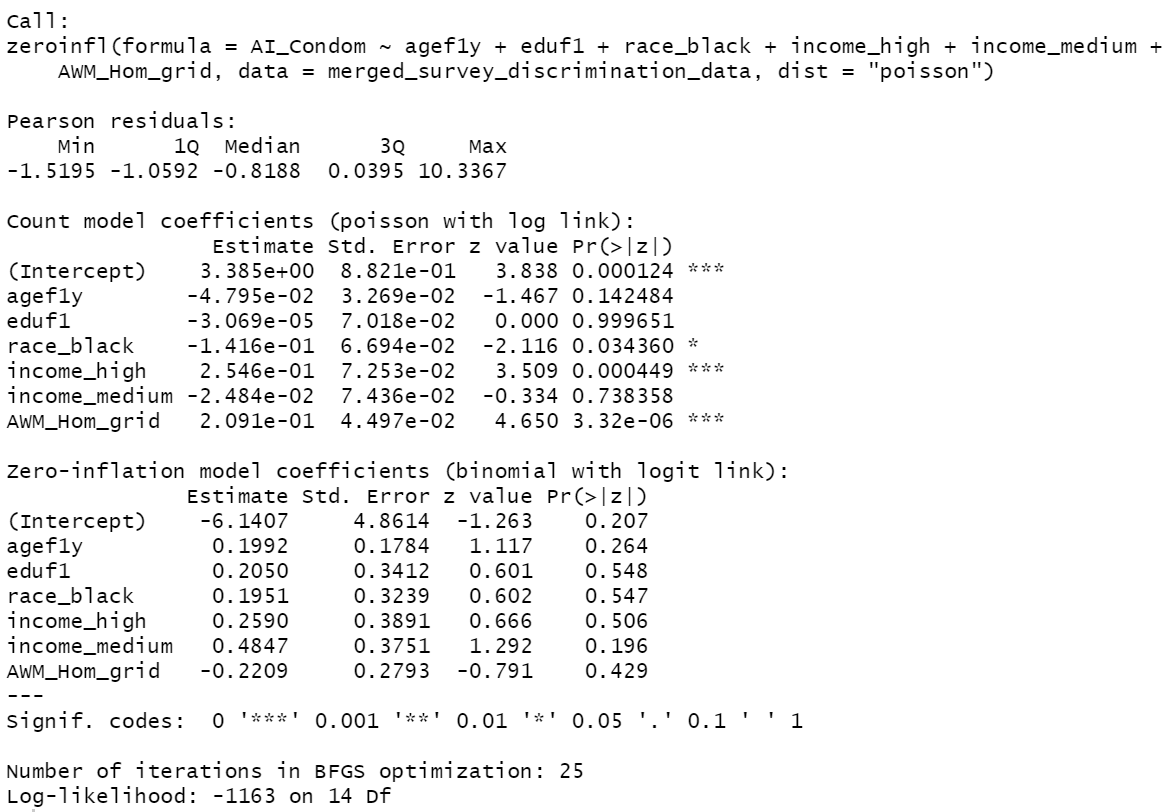 Call:
zeroinfl(formula = AI_Condom ~ agef1y + eduf1 + race_black + income_high + income_medium +
    AWM_Hom_grid, data = merged_survey_discrimination_data, dist = "poisson")

Pearson residuals:
    Min      1Q  Median      3Q     Max
-1.5195 -1.0592 -0.8188  0.0395 10.3367

Count model coefficients (poisson with log link):
                Estimate Std. Error z value Pr(>|z|)
(Intercept)    3.385e+00  8.821e-01   3.838 0.000124 ***
agef1y        -4.795e-02  3.269e-02  -1.467 0.142484
eduf1         -3.069e-05  7.018e-02   0.000 0.999651
race_black    -1.416e-01  6.694e-02  -2.116 0.034360 *
income_high    2.546e-01  7.253e-02   3.509 0.000449 ***
income_medium -2.484e-02  7.436e-02  -0.334 0.738358
AWM_Hom_grid   2.091e-01  4.497e-02   4.650 3.32e-06 ***

Zero-inflation model coefficients (binomial with logit link):
              Estimate Std. Error z value Pr(>|z|)
(Intercept)    -6.1407     4.8614  -1.263    0.207
agef1y          0.1992     0.1784   1.117    0.264
eduf1           0.2050     0.3412   0.601    0.548
race_black      0.1951     0.3239   0.602    0.547
income_high     0.2590     0.3891   0.666    0.506
income_medium   0.4847     0.3751   1.292    0.196
AWM_Hom_grid   -0.2209     0.2793  -0.791    0.429
---
Signif. codes:  0 '***' 0.001 '**' 0.01 '*' 0.05 '.' 0.1 ' ' 1

Number of iterations in BFGS optimization: 25
Log-likelihood: -1163 on 14 Df